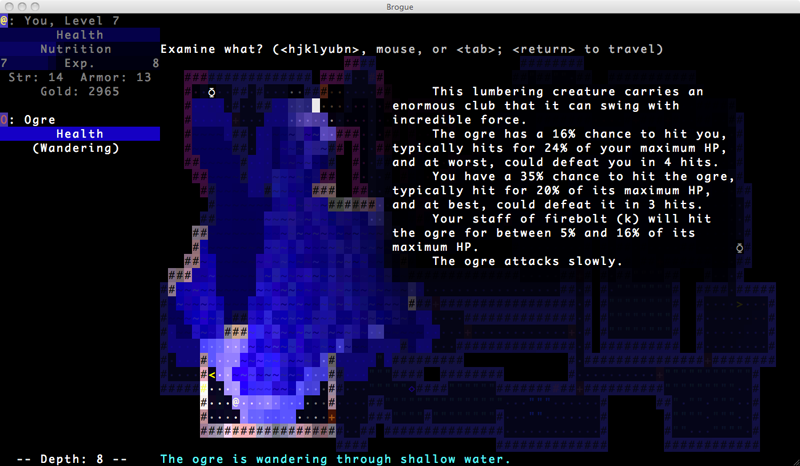 Brogue
@: You, Level 7
Health
Nutrition
7 Exp. 8
Str: 14 Armor: 13
Gold: 2965
O: Ogre
Health
(Wandering)
Examine what? (<hjklyubn>, mouse, or <tab>; <return> to travel)
This lumbering creature carries an
enormous club that it can swing with
incredible force.
The ogre has a 16% chance to hit you,
typically hits for 24% of your maximum HP,
and at worst, could defeat you in 4 hits.
You have a 35% chance to hit the ogre,
typically hit for 20% of its maximum HP,
and at best, could defeat it in 3 hits.
Your staff of firebolt (k) will hit
the ogre for between 5% and 16% of its
maximum HP.
The ogre attacks slowly.
-- Depth: 8 --
The ogre is wandering through shallow water.